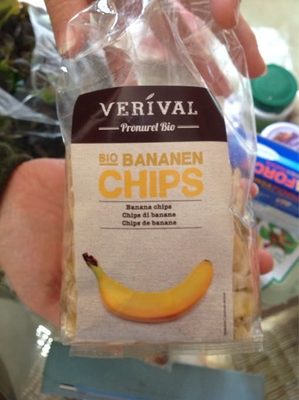 VERIVAL
Pronurel Bio
BIO BANANEN
CHIPS
Banana chips
Chips di banane
Chips de banane